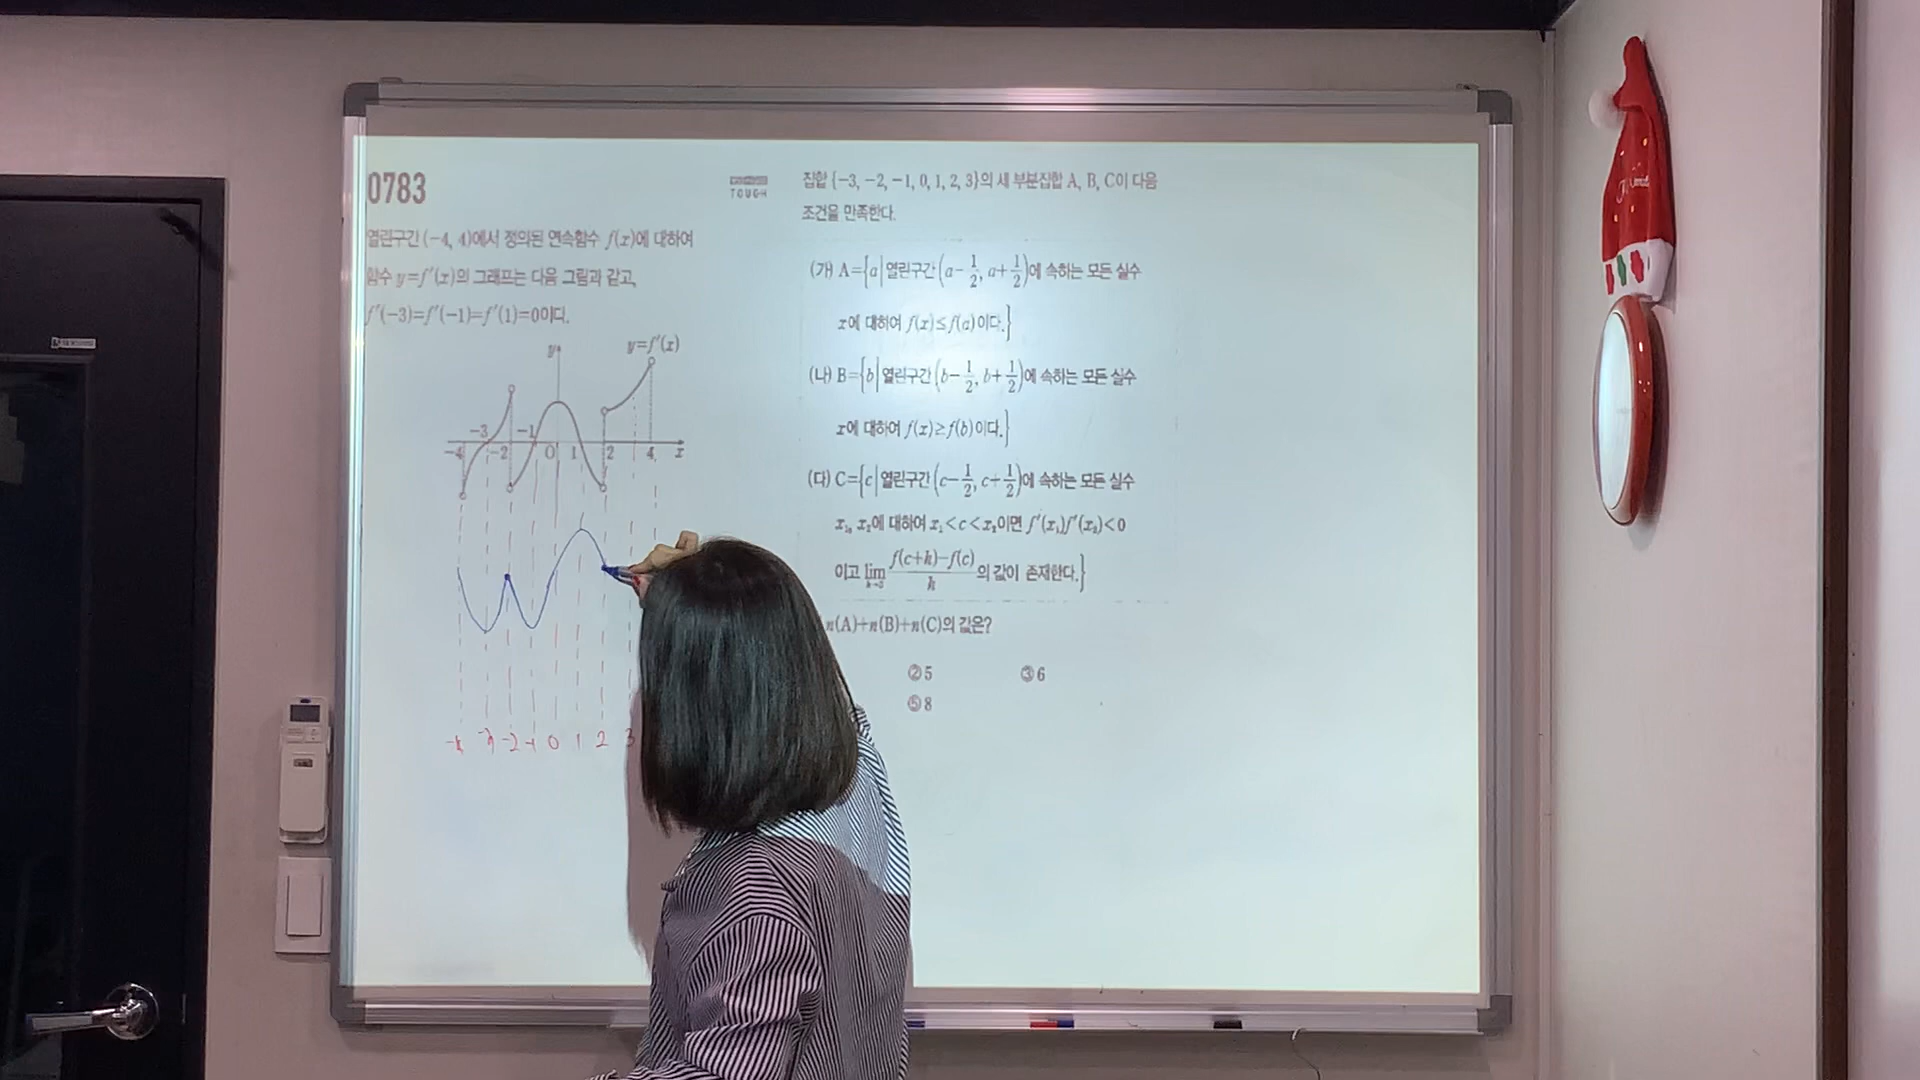 0783
TOUGH
열린구간 (-4, 4)에서 정의된 연속함수 f(x)에 대하여
함수 y=f'(x)의 그래프는 다음 그림과 같고,
f'(-3)=f'(-1)=f'(1)=0이다.
y
y=f'(x)
-4 -3 -2 -1 0 1 2 4 x
-3 -2 -1 0 1 2 3
집합 {-3, -2, -1, 0, 1, 2, 3}의 세 부분집합 A, B, C이 다음
조건을 만족한다.
(가) A={a|열린구간(a-1/2, a+1/2)에 속하는 모든 실수
x에 대하여 f(x)≤f(a)이다.}
(나) B={b|열린구간(b-1/2, b+1/2)에 속하는 모든 실수
x에 대하여 f(x)≥f(b)이다.}
(다) C={c|열린구간(c-1/2, c+1/2)에 속하는 모든 실수
x₁, x₂에 대하여 x₁<c<x₂이면 f'(x₁)f'(x₂)<0
이고 lim f(c+h)-f(c)/h의 값이 존재한다.}
n(A)+n(B)+n(C)의 값은?
②5 ③6
⑤8